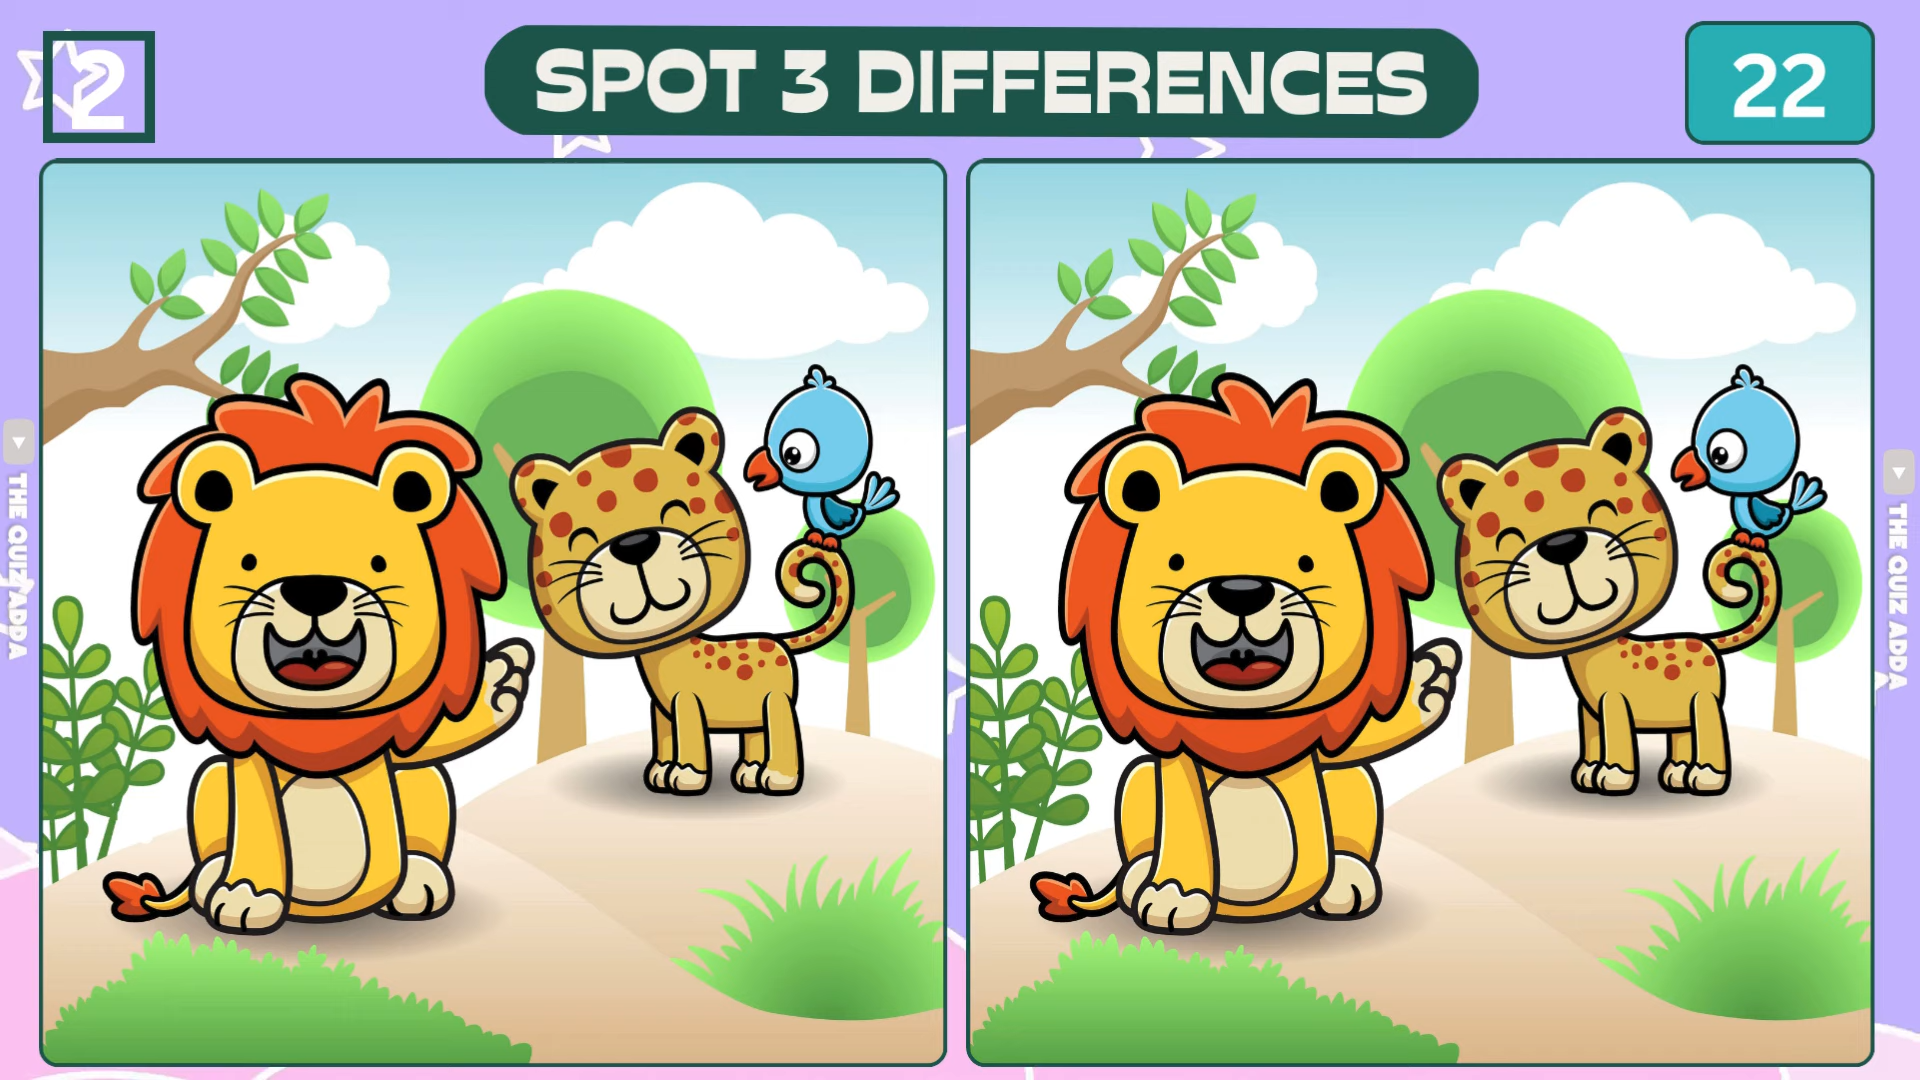 2
SPOT 3 DIFFERENCES
22
THE QUIZ ADDA
THE QUIZ ADDA